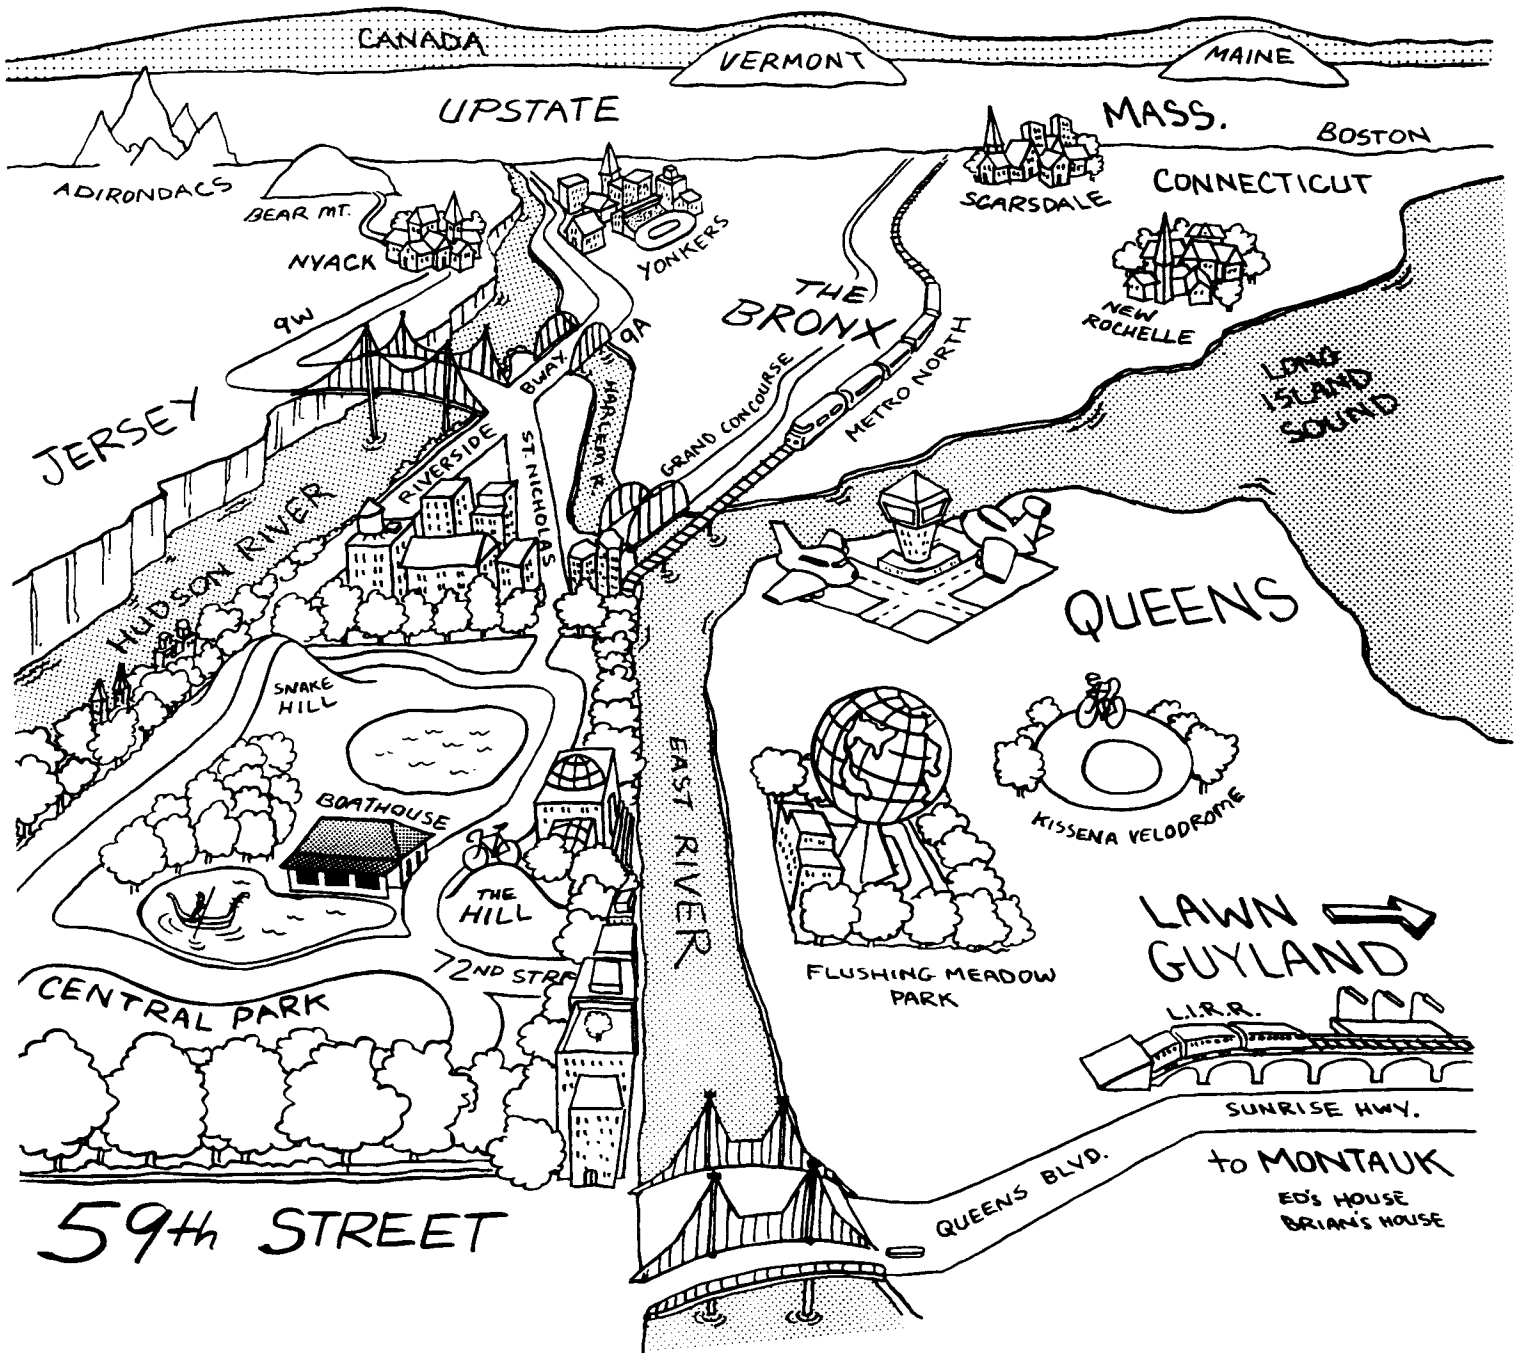 CANADA
VERMONT
MAINE
UPSTATE
MASS.
BOSTON
ADIRONDACS
BEAR MT.
NYACK
YONKERS
SCARSDALE
CONNECTICUT
NEW
ROCHELLE
9W
9A
THE
BRONX
BWAY
HARLEM R.
GRAND CONCOURSE
METRO NORTH
LONG
ISLAND
SOUND
JERSEY
HUDSON RIVER
RIVERSIDE
ST. NICHOLAS
QUEENS
SNAKE
HILL
BOATHOUSE
THE
HILL
EAST RIVER
KISSENA VELODROME
72ND STRE
CENTRAL PARK
FLUSHING MEADOW
PARK
LAWN
GUYLAND
L.I.R.R.
SUNRISE HWY.
QUEENS BLVD.
to MONTAUK
ED'S HOUSE
BRIAN'S HOUSE
59th STREET